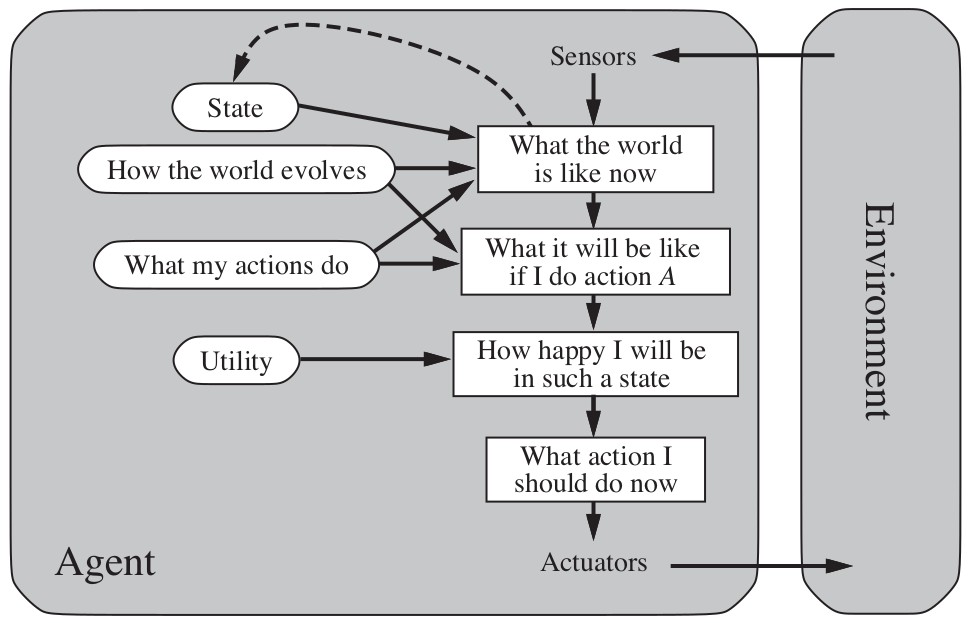 Sensors
State
What the world
is like now
How the world evolves
What my actions do
What it will be like
if I do action A
Utility
How happy I will be
in such a state
What action I
should do now
Agent
Actuators
Environment